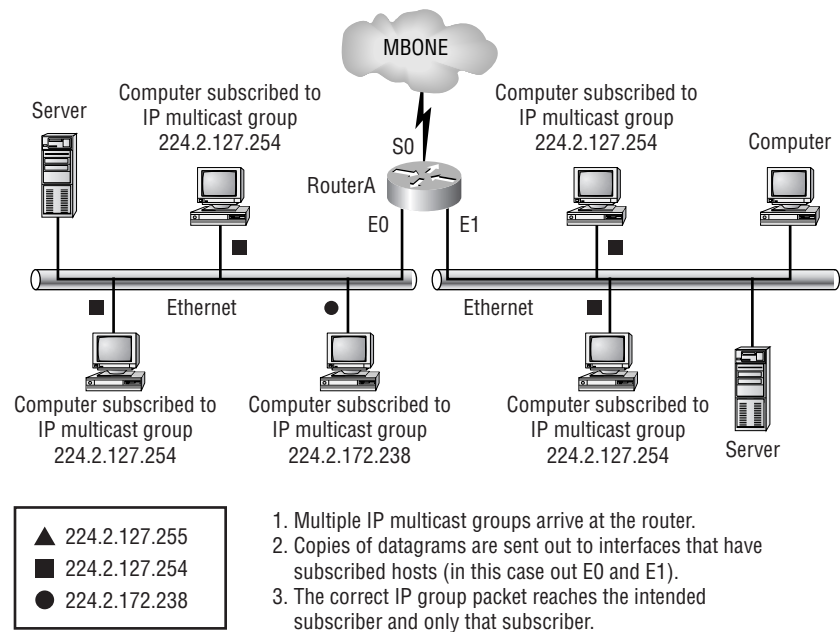 MBONE
Server
Computer subscribed to
IP multicast group
224.2.127.254
S0
RouterA
E0
E1
Computer subscribed to
IP multicast group
224.2.127.254
Computer
Ethernet
Ethernet
Computer subscribed to
IP multicast group
224.2.127.254
Computer subscribed to
IP multicast group
224.2.172.238
Computer subscribed to
IP multicast group
224.2.127.254
Server
224.2.127.255
224.2.127.254
224.2.172.238
1. Multiple IP multicast groups arrive at the router.
2. Copies of datagrams are sent out to interfaces that have
subscribed hosts (in this case out E0 and E1).
3. The correct IP group packet reaches the intended
subscriber and only that subscriber.